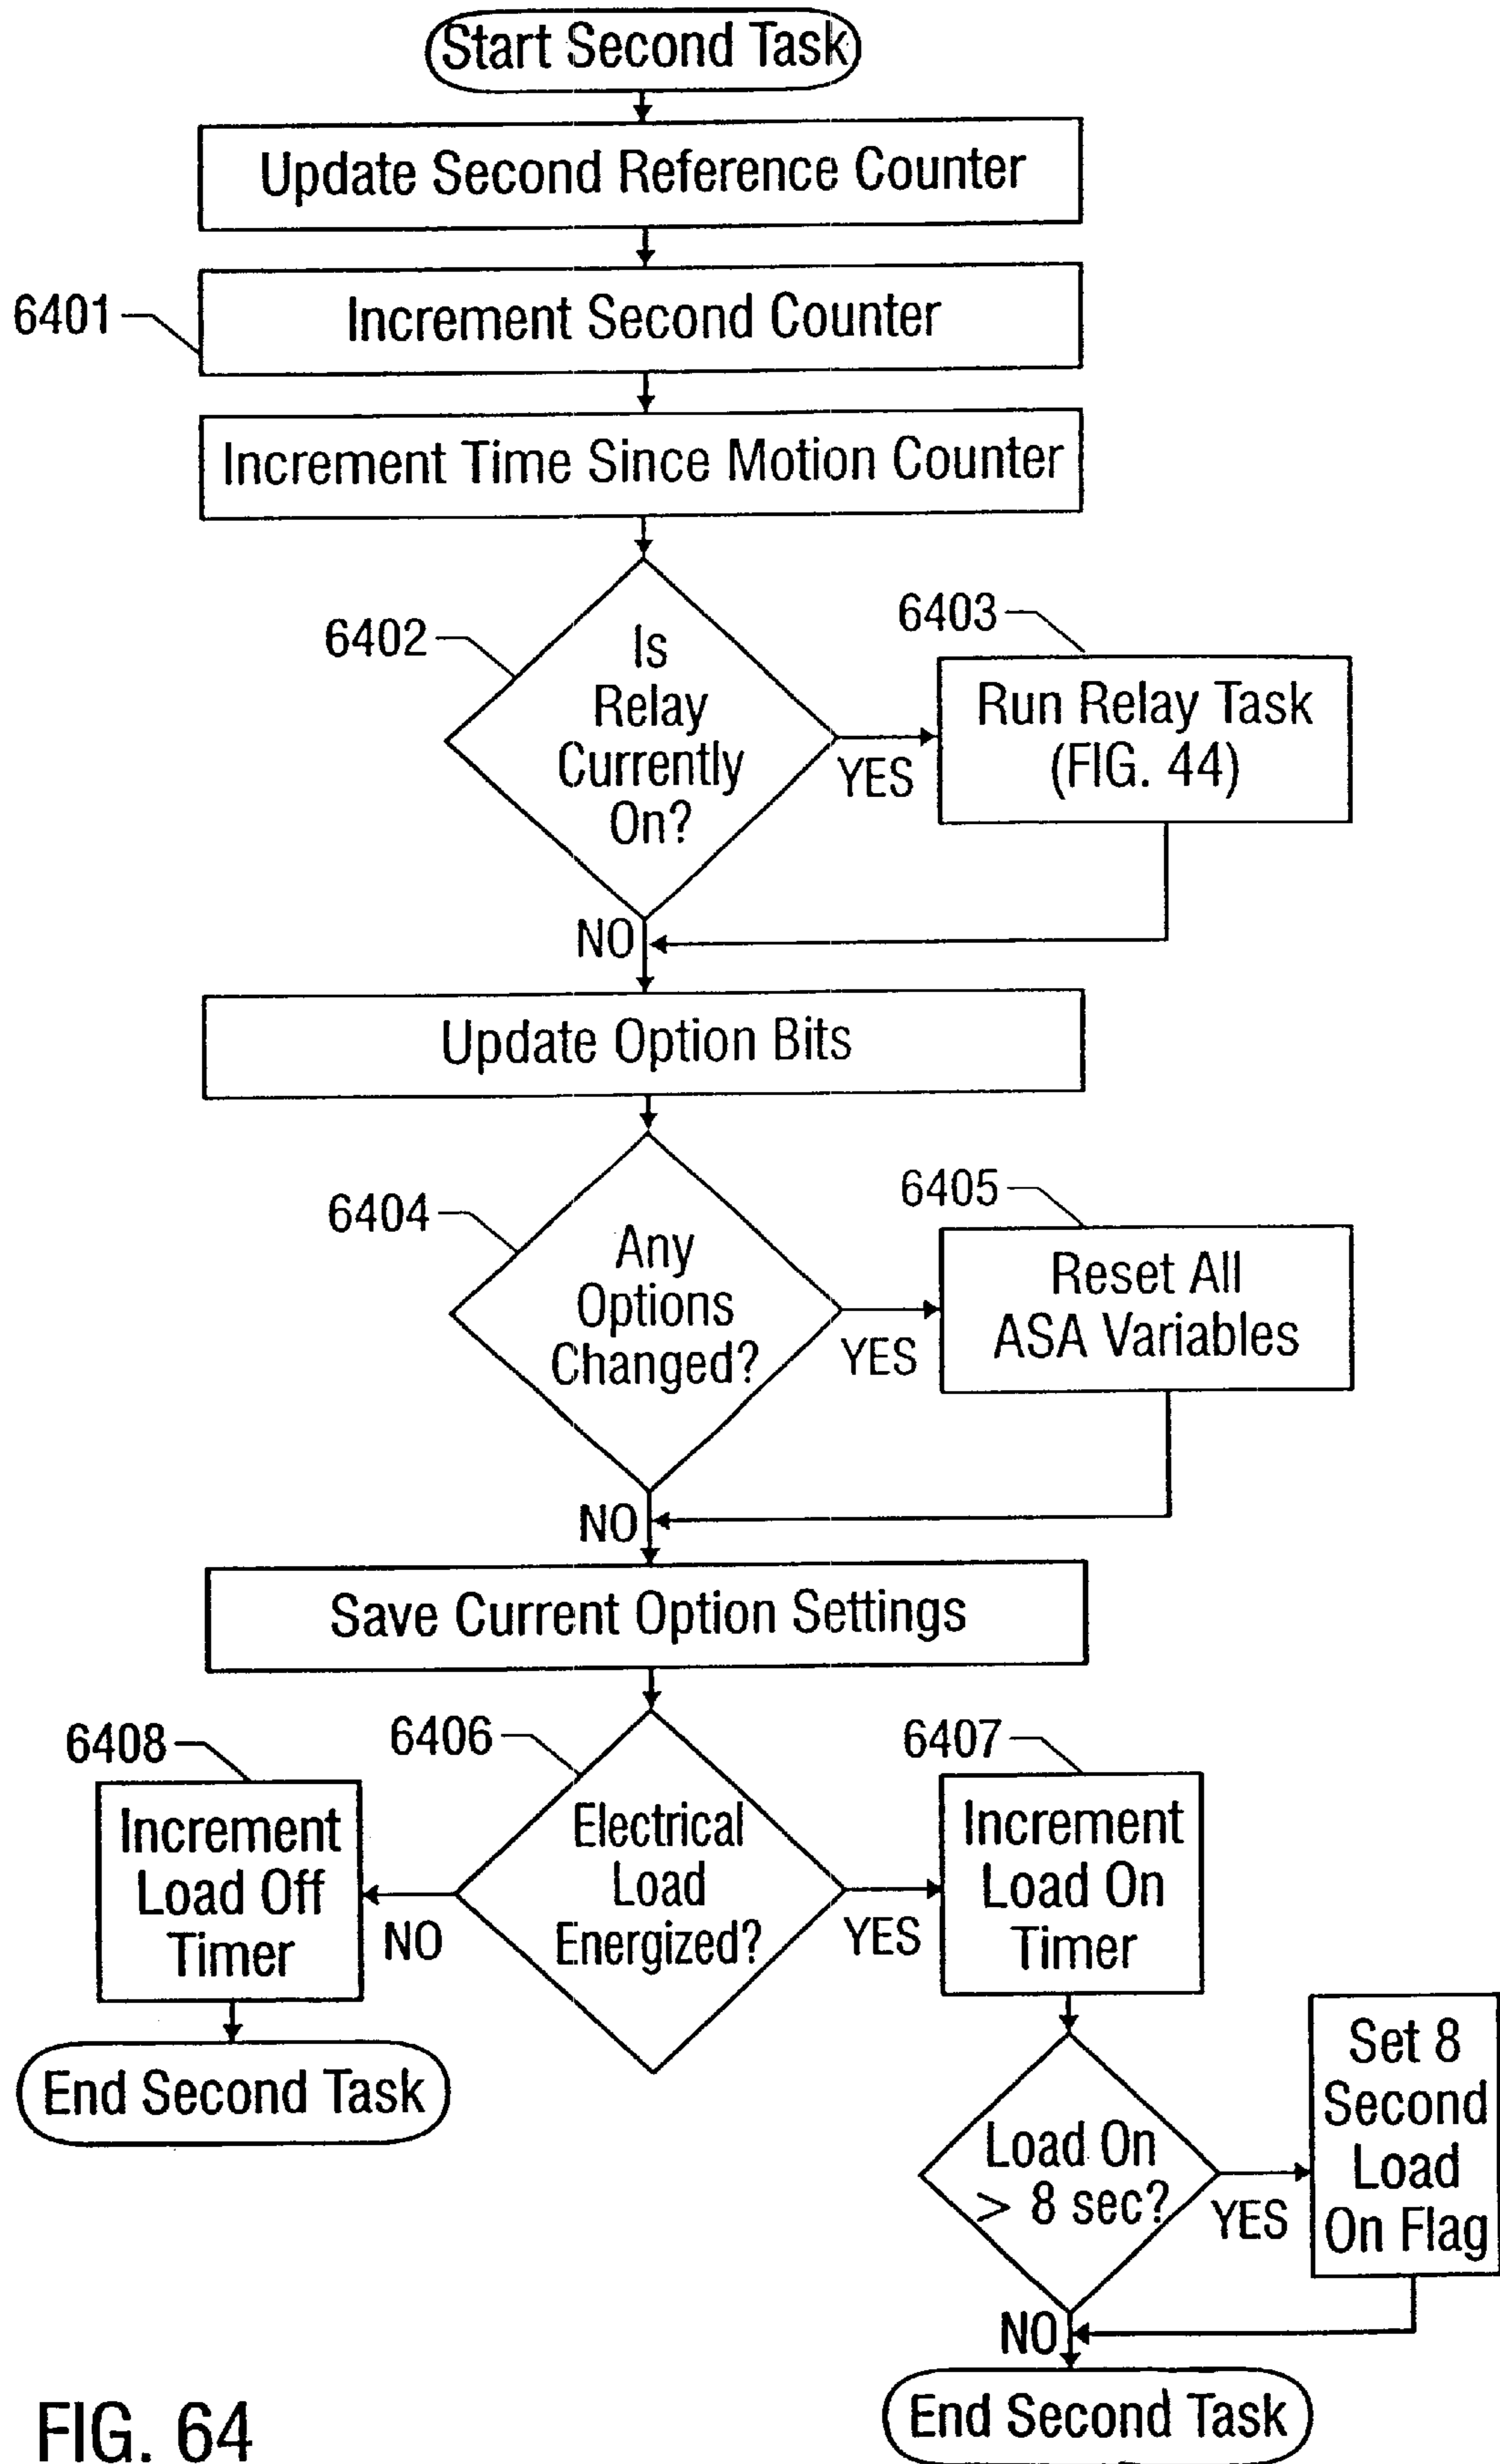 Start Second Task
Update Second Reference Counter
6401
Increment Second Counter
Increment Time Since Motion Counter
6402
Is
Relay
Currently
On?
YES
NO
6403
Run Relay Task
(FIG. 44)
Update Option Bits
6404
Any
Options
Changed?
YES
NO
6405
Reset All
ASA Variables
Save Current Option Settings
6406
Electrical
Load
Energized?
NO
YES
6408
Increment
Load Off
Timer
End Second Task
6407
Increment
Load On
Timer
Load On
> 8 sec?
YES
NO
Set 8
Second
Load
On Flag
End Second Task
FIG. 64